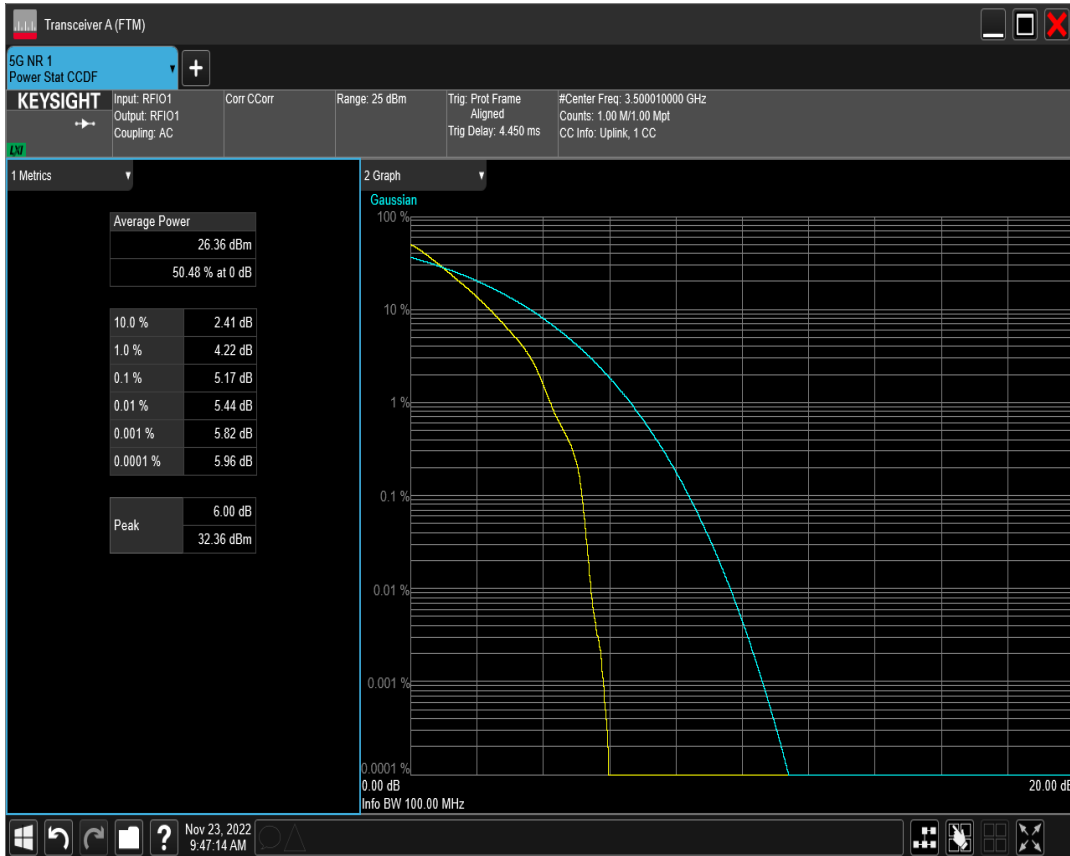 Transceiver A (FTM)
5G NR 1
Power Stat CCDF
+
KEYSIGHT
LXI
Input: RFIO1
Output: RFIO1
Coupling: AC
Corr CCorr
Range: 25 dBm
Trig: Prot Frame
Aligned
Trig Delay: 4.450 ms
#Center Freq: 3.500010000 GHz
Counts: 1.00 M/1.00 Mpt
CC Info: Uplink, 1 CC
1 Metrics
Average Power
26.36 dBm
50.48 % at 0 dB
10.0 % 2.41 dB
1.0 % 4.22 dB
0.1 % 5.17 dB
0.01 % 5.44 dB
0.001 % 5.82 dB
0.0001 % 5.96 dB
Peak
6.00 dB
32.36 dBm
2 Graph
Gaussian
100 %
10 %
1 %
0.1 %
0.01 %
0.001 %
0.0001 %
0.00 dB
20.00 dB
Info BW 100.00 MHz
?
Nov 23, 2022
9:47:14 AM